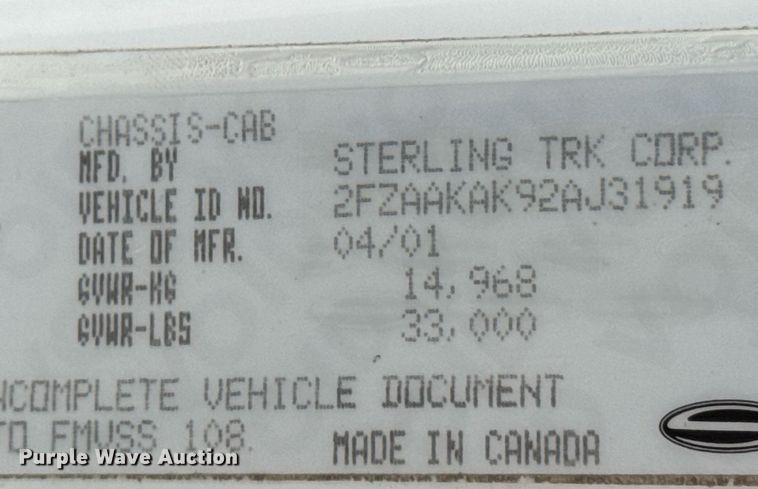 CHASSIS-CAB
MFD. BY STERLING TRK CORP.
VEHICLE ID NO. 2FZAAKAK92AJ31919
DATE OF MFR. 04/01
GVWR-KG 14,968
GVWR-LBS 33,000
NCOMPLETE VEHICLE DOCUMENT
TO FMVSS 108. MADE IN CANADA
Purple Wave Auction